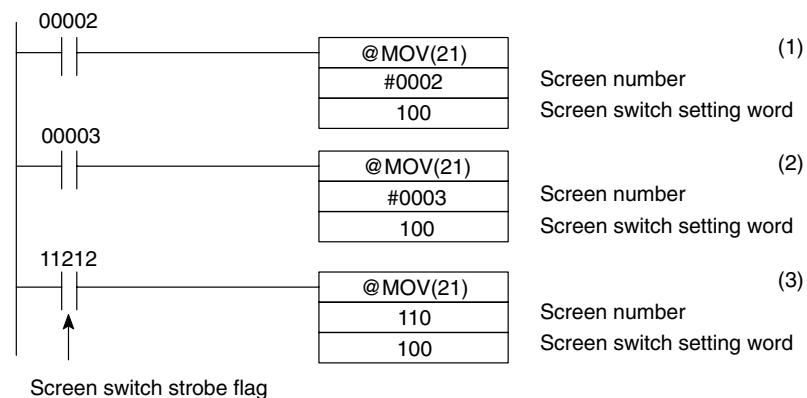 00002
@MOV(21) (1)
#0002 Screen number
100 Screen switch setting word
00003
@MOV(21) (2)
#0003 Screen number
100 Screen switch setting word
11212
@MOV(21) (3)
110 Screen number
100 Screen switch setting word
Screen switch strobe flag